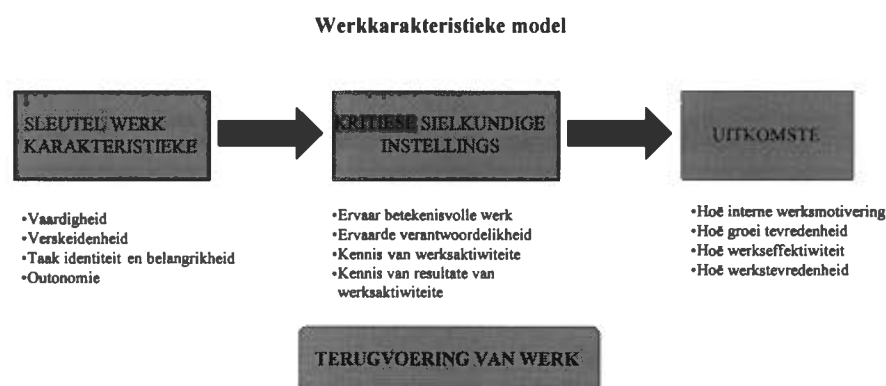 Werkkarakteristieke model
SLEUTEL WERK
KARAKTERISTIEKE
•Vaardigheid
•Verskeidenheid
•Taak identiteit en belangrikheid
•Outonomie
KRITIESE SIELKUNDIGE
INSTELLINGS
•Ervaar betekenisvolle werk
•Ervaarde verantwoordelikheid
•Kennis van werksaktiwiteite
•Kennis van resultate van
werksaktiwiteite
UITKOMSTE
•Hoë interne werksmotivering
•Hoë groei tevredenheid
•Hoë werkseffektiwiteit
•Hoë werkstevredenheid
TERUGVOERING VAN WERK